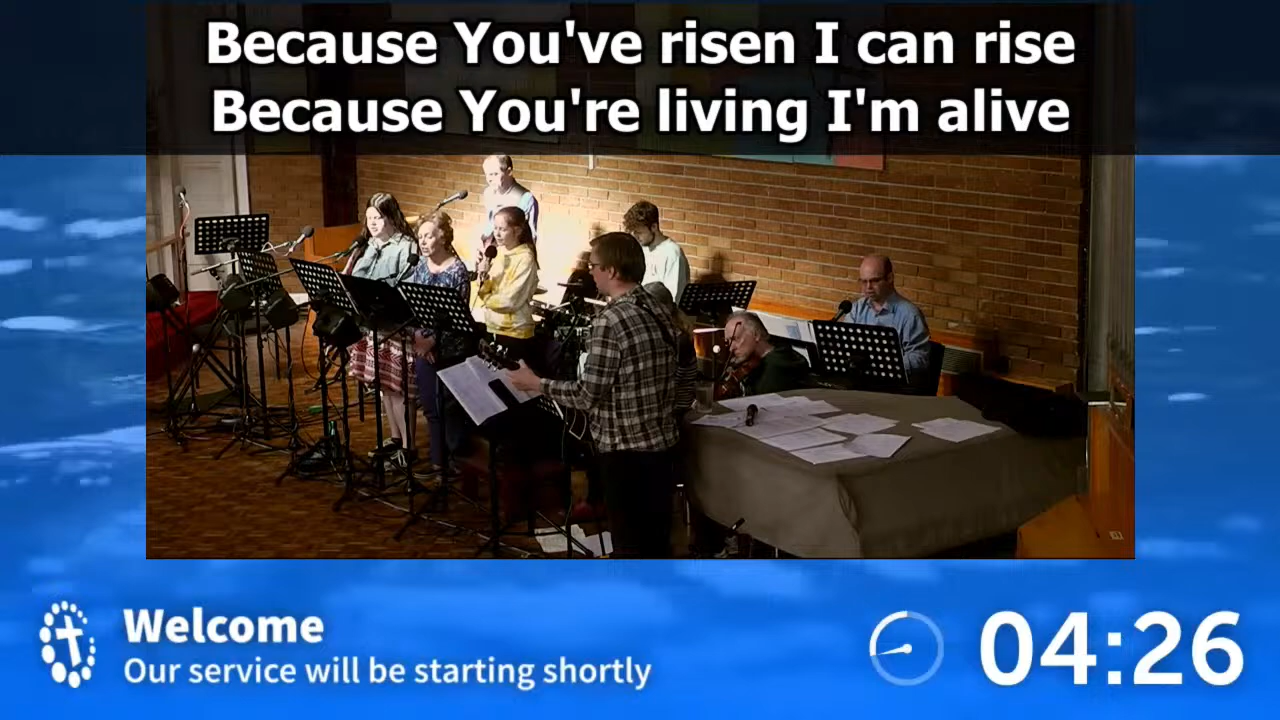 Because You've risen I can rise
Because You're living I'm alive
Welcome
Our service will be starting shortly
04:26